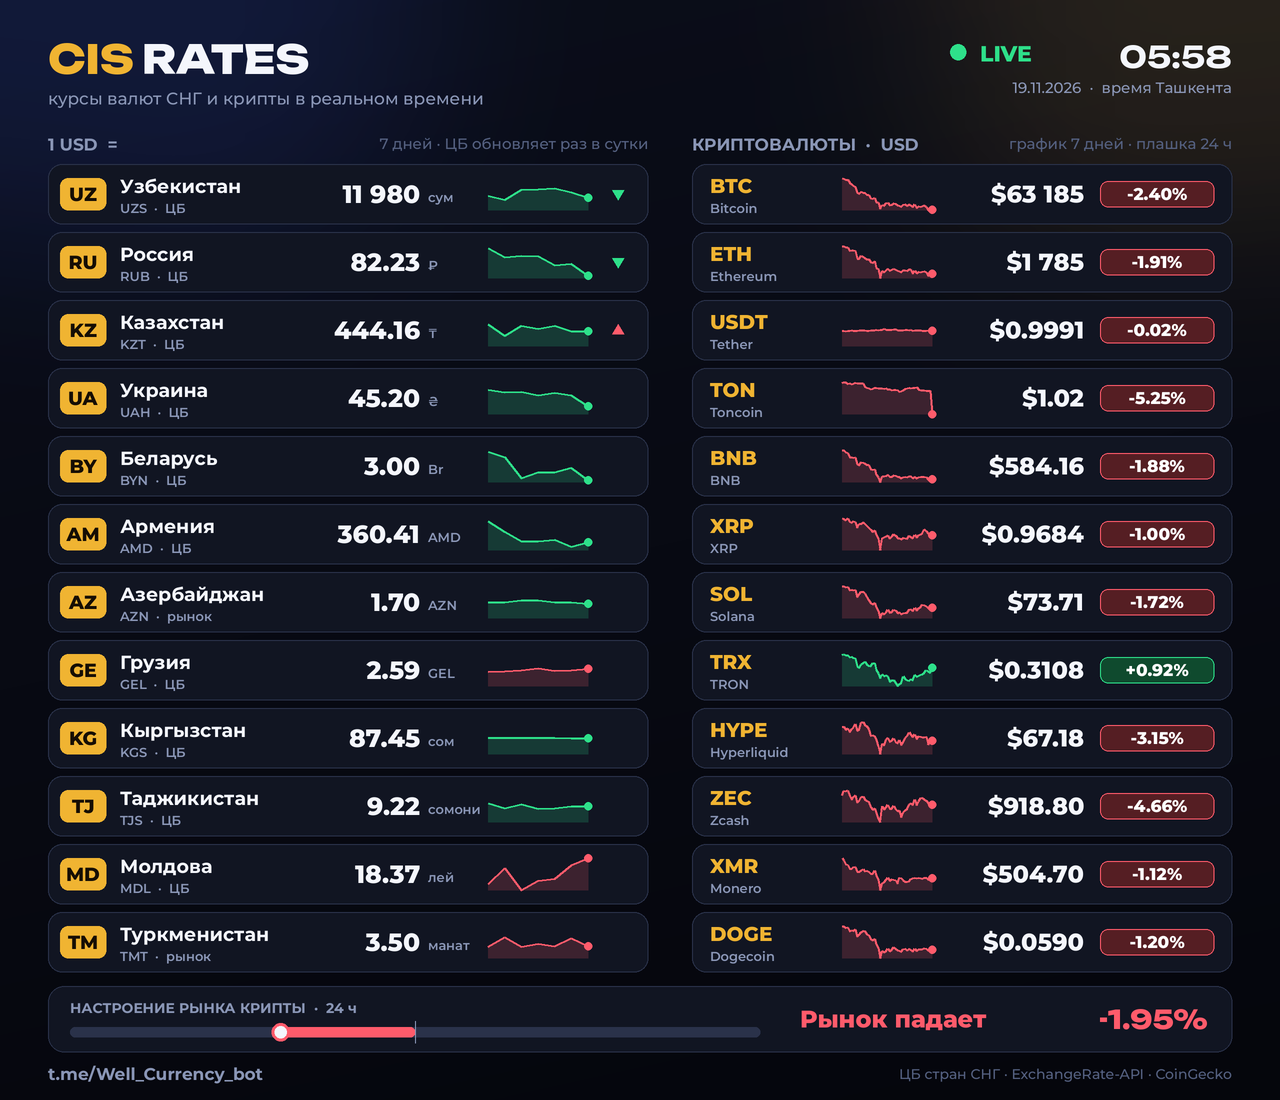 CIS RATES
курсы валют СНГ и крипты в реальном времени
LIVE
05:58
19.11.2026 · время Ташкента
1 USD =
7 дней · ЦБ обновляет раз в сутки
UZ Узбекистан 11 980 сум
UZS · ЦБ
RU Россия 82.23 ₽
RUB · ЦБ
KZ Казахстан 444.16 ₸
KZT · ЦБ
UA Украина 45.20 ₴
UAH · ЦБ
BY Беларусь 3.00 Br
BYN · ЦБ
AM Армения 360.41 AMD
AMD · ЦБ
AZ Азербайджан 1.70 AZN
AZN · рынок
GE Грузия 2.59 GEL
GEL · ЦБ
KG Кыргызстан 87.45 сом
KGS · ЦБ
TJ Таджикистан 9.22 сомони
TJS · ЦБ
MD Молдова 18.37 лей
MDL · ЦБ
TM Туркменистан 3.50 манат
TMT · рынок
КРИПТОВАЛЮТЫ · USD
график 7 дней · плашка 24 ч
BTC $63 185 -2.40%
Bitcoin
ETH $1 785 -1.91%
Ethereum
USDT $0.9991 -0.02%
Tether
TON $1.02 -5.25%
Toncoin
BNB $584.16 -1.88%
BNB
XRP $0.9684 -1.00%
XRP
SOL $73.71 -1.72%
Solana
TRX $0.3108 +0.92%
TRON
HYPE $67.18 -3.15%
Hyperliquid
ZEC $918.80 -4.66%
Zcash
XMR $504.70 -1.12%
Monero
DOGE $0.0590 -1.20%
Dogecoin
НАСТРОЕНИЕ РЫНКА КРИПТЫ · 24 ч
Рынок падает -1.95%
t.me/Well_Currency_bot
ЦБ стран СНГ · ExchangeRate-API · CoinGecko